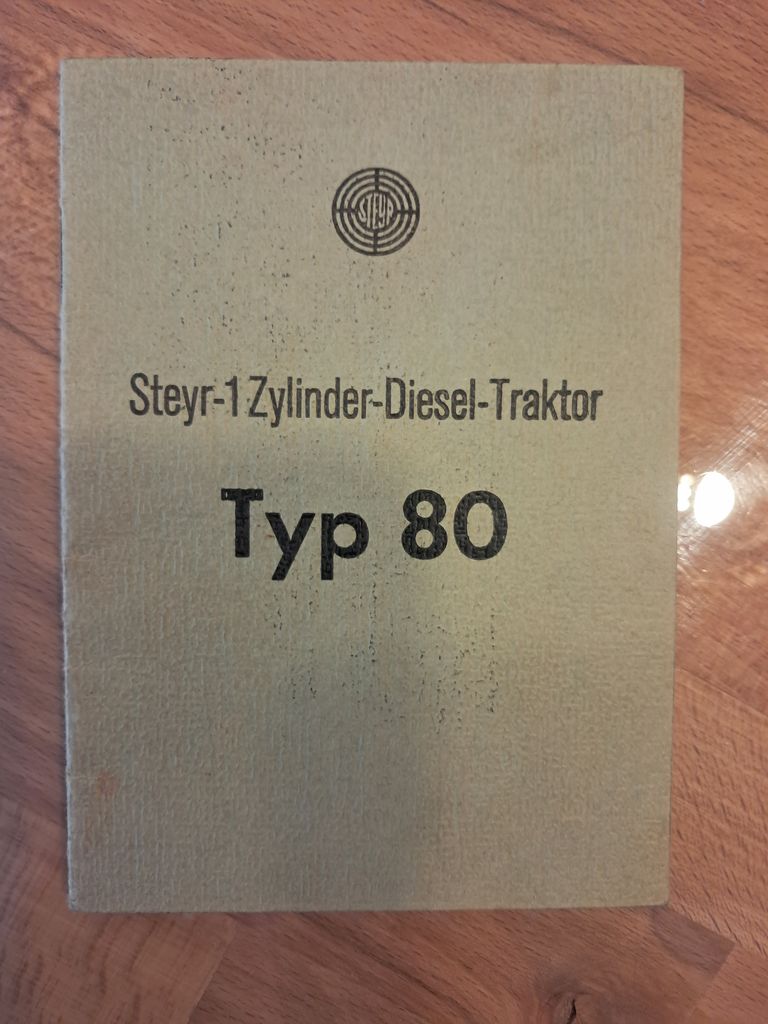 STEYR
Steyr-1 Zylinder-Diesel-Traktor
Typ 80